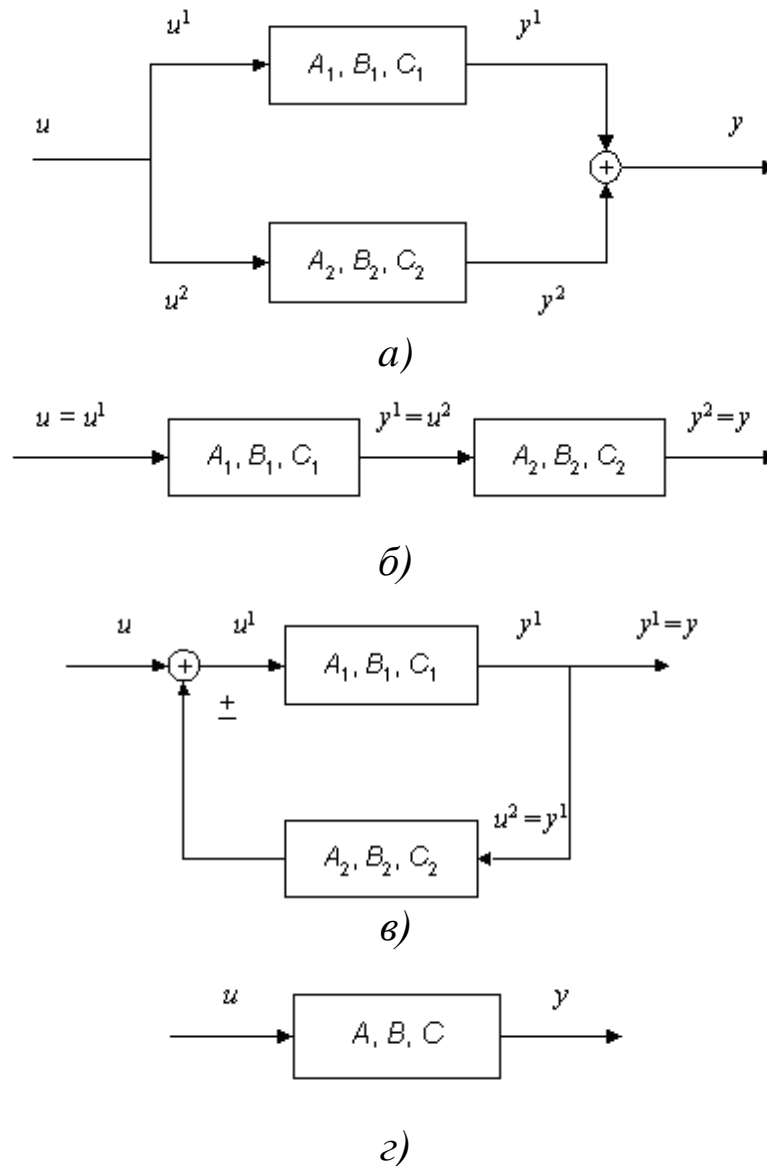 u¹ A₁, B₁, C₁ y¹
u + y
u² A₂, B₂, C₂ y²
а)
u = u¹ A₁, B₁, C₁ y¹=u² A₂, B₂, C₂ y²=y
б)
u + u¹ A₁, B₁, C₁ y¹ y¹=y
±
A₂, B₂, C₂ u²=y¹
в)
u A, B, C y
г)